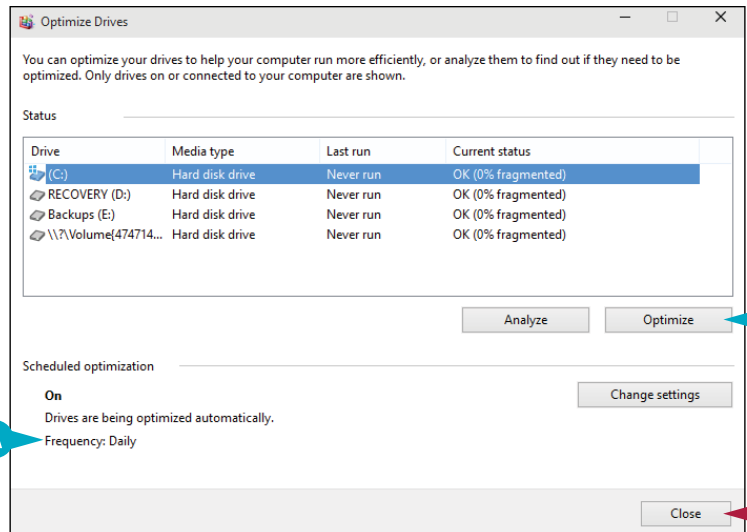 Optimize Drives
You can optimize your drives to help your computer run more efficiently, or analyze them to find out if they need to be
optimized. Only drives on or connected to your computer are shown.
Status
Drive Media type Last run Current status
(C:) Hard disk drive Never run OK (0% fragmented)
RECOVERY (D:) Hard disk drive Never run OK (0% fragmented)
Backups (E:) Hard disk drive Never run OK (0% fragmented)
\\?\Volume{474714... Hard disk drive Never run OK (0% fragmented)
Analyze Optimize
Scheduled optimization
On Change settings
Drives are being optimized automatically.
Frequency: Daily
Close